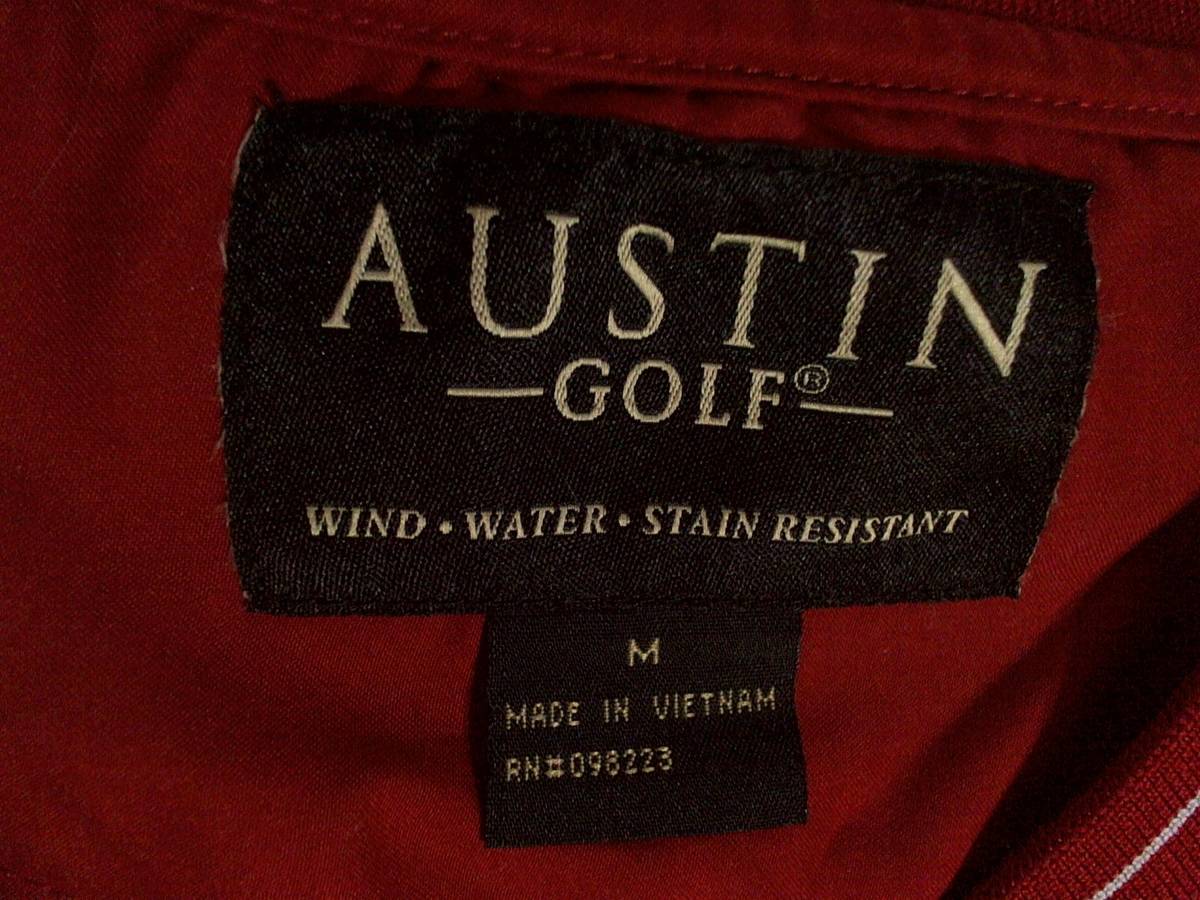 AUSTIN
GOLF®
WIND • WATER • STAIN RESISTANT
M
MADE IN VIETNAM
RN#098223